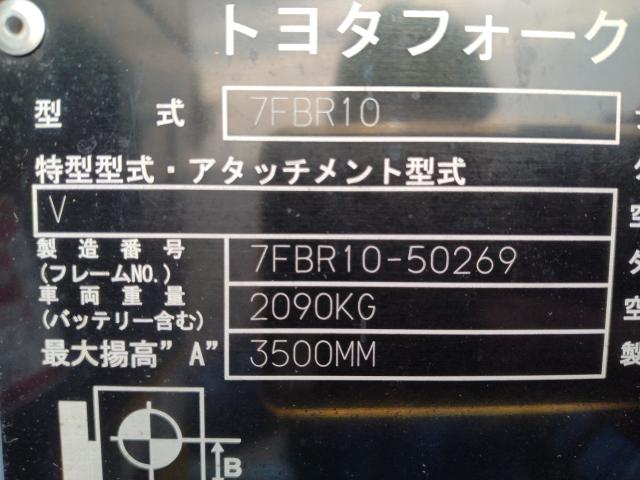 トヨタフォーク
型 式 7FBR10
特型型式・アタッチメント型式
V
製造番号 7FBR10-50269
(フレームNO.)
車両重量 2090KG
(バッテリー含む)
最大揚高"A" 3500MM
B